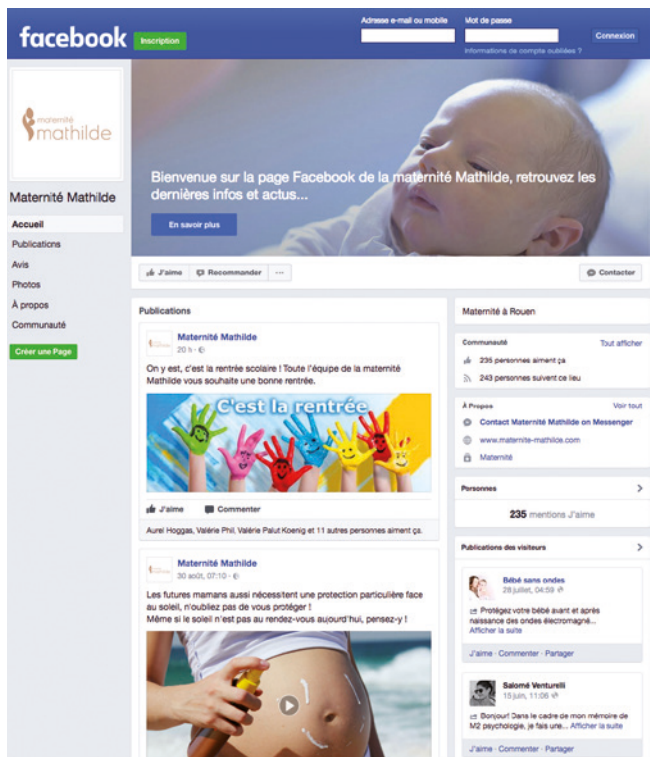 Adresse e-mail ou mobile
Mot de passe
facebook
Inscription
Connexion
Informations de compte oubliées ?
maternité
mathilde
Bienvenue sur la page Facebook de la maternité Mathilde, retrouvez les
dernières infos et actus...
En savoir plus
Maternité Mathilde
Accueil
Publications
Avis
Photos
À propos
Communauté
Créer une Page
J'aime
Recommander
...
Contacter
Publications
Maternité Mathilde
20 h ·
On y est, c'est la rentrée scolaire ! Toute l'équipe de la maternité
Mathilde vous souhaite une bonne rentrée.
C'est la rentrée
J'aime
Commenter
Aurel Hoggas, Valérie Phil, Valérie Palut Koenig et 11 autres personnes aiment ça.
Maternité Mathilde
30 août, 07:10 ·
Les futures mamans aussi nécessitent une protection particulière face
au soleil, n'oubliez pas de vous protéger !
Même si le soleil n'est pas au rendez-vous aujourd'hui, pensez-y !
Maternité à Rouen
Communauté
Tout afficher
235 personnes aiment ça
243 personnes suivent ce lieu
À Propos
Voir tout
Contact Maternité Mathilde on Messenger
www.maternite-mathilde.com
Maternité
Personnes
235 mentions J'aime
Publications des visiteurs
Bébé sans ondes
28 juillet, 04:59
Protégez votre bébé avant et après
naissance des ondes électromagné...
Afficher la suite
J'aime · Commenter · Partager
Salomé Venturelli
15 juin, 11:06
Bonjour! Dans le cadre de mon mémoire de
M2 psychologie, je fais une... Afficher la suite
J'aime · Commenter · Partager